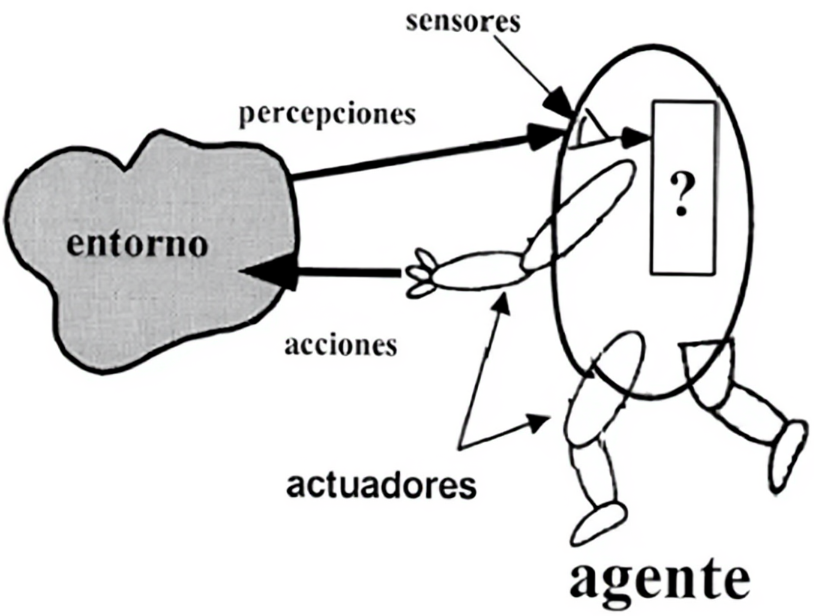 sensores
percepciones
?
entorno
acciones
actuadores
agente